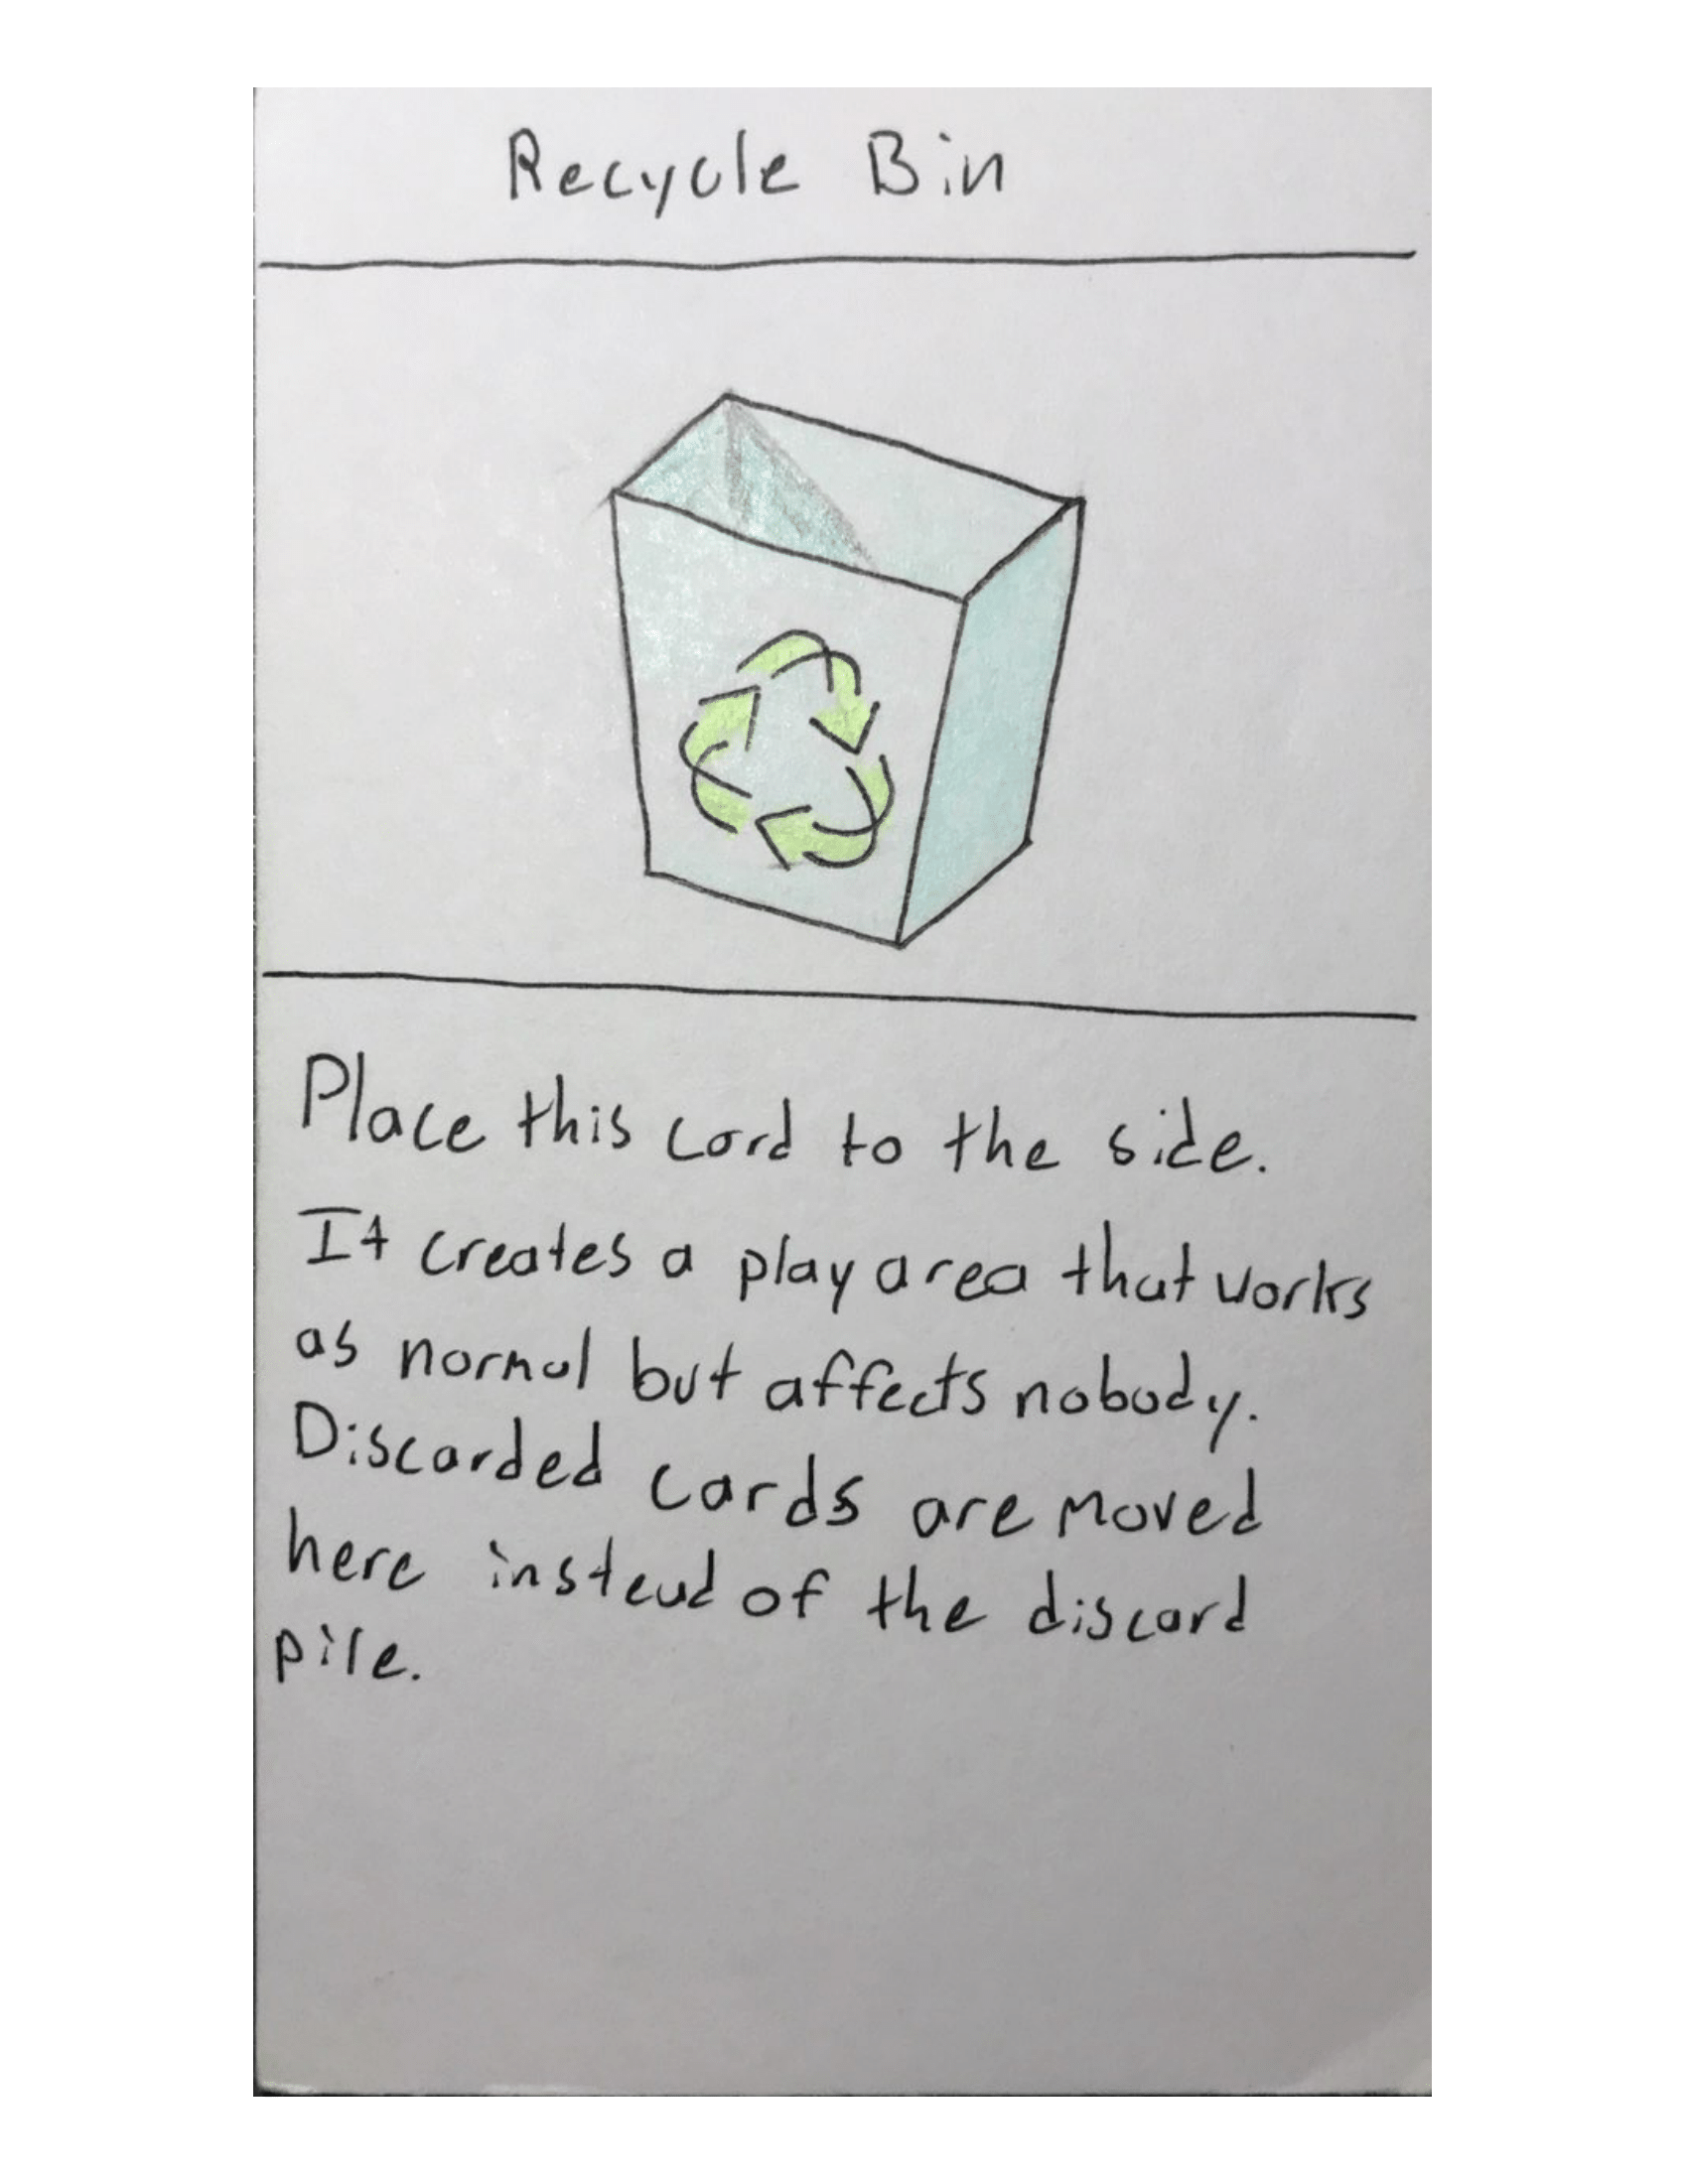 Recycle Bin
Place this card to the side.
It creates a play area that works
as normal but affects nobody.
Discarded cards are moved
here instead of the discard
pile.